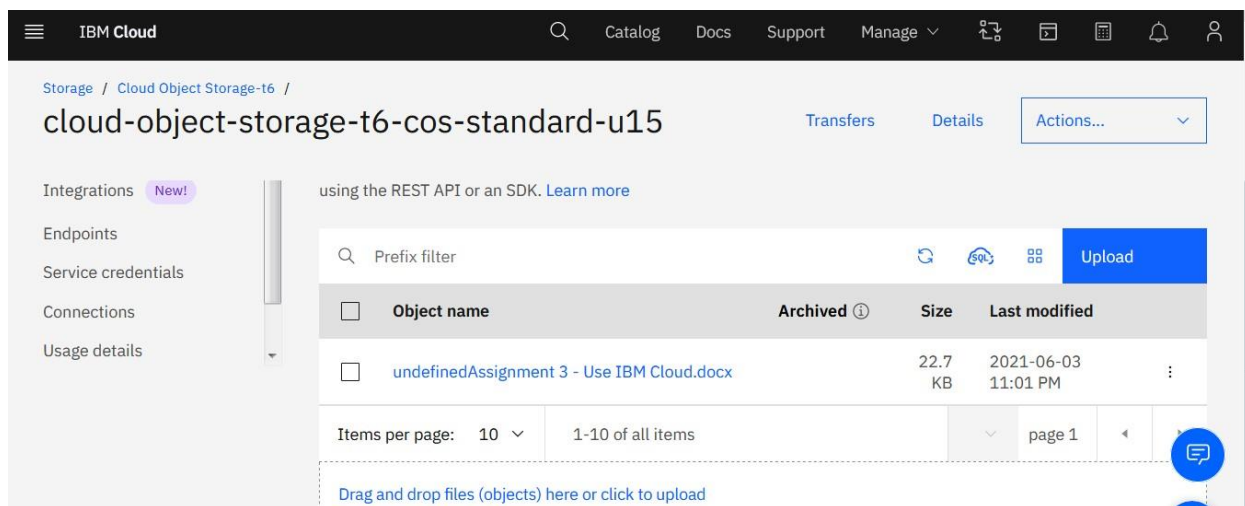 IBM Cloud Catalog Docs Support Manage
Storage / Cloud Object Storage-t6 /
cloud-object-storage-t6-cos-standard-u15 Transfers Details Actions...
Integrations New!
Endpoints
Service credentials
Connections
Usage details
using the REST API or an SDK. Learn more
Prefix filter SQL Upload
Object name Archived Size Last modified
undefinedAssignment 3 - Use IBM Cloud.docx 22.7 KB 2021-06-03 11:01 PM
Items per page: 10 1-10 of all items page 1
Drag and drop files (objects) here or click to upload